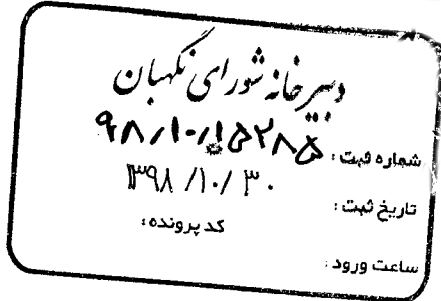 دبیرخانه شورای نگهبان
شماره ثبت: ۹۸/۱۰/۱۵۲۸۵
تاریخ ثبت: ۱۳۹۸/۱۰/۳۰
کد پرونده:
ساعت ورود: